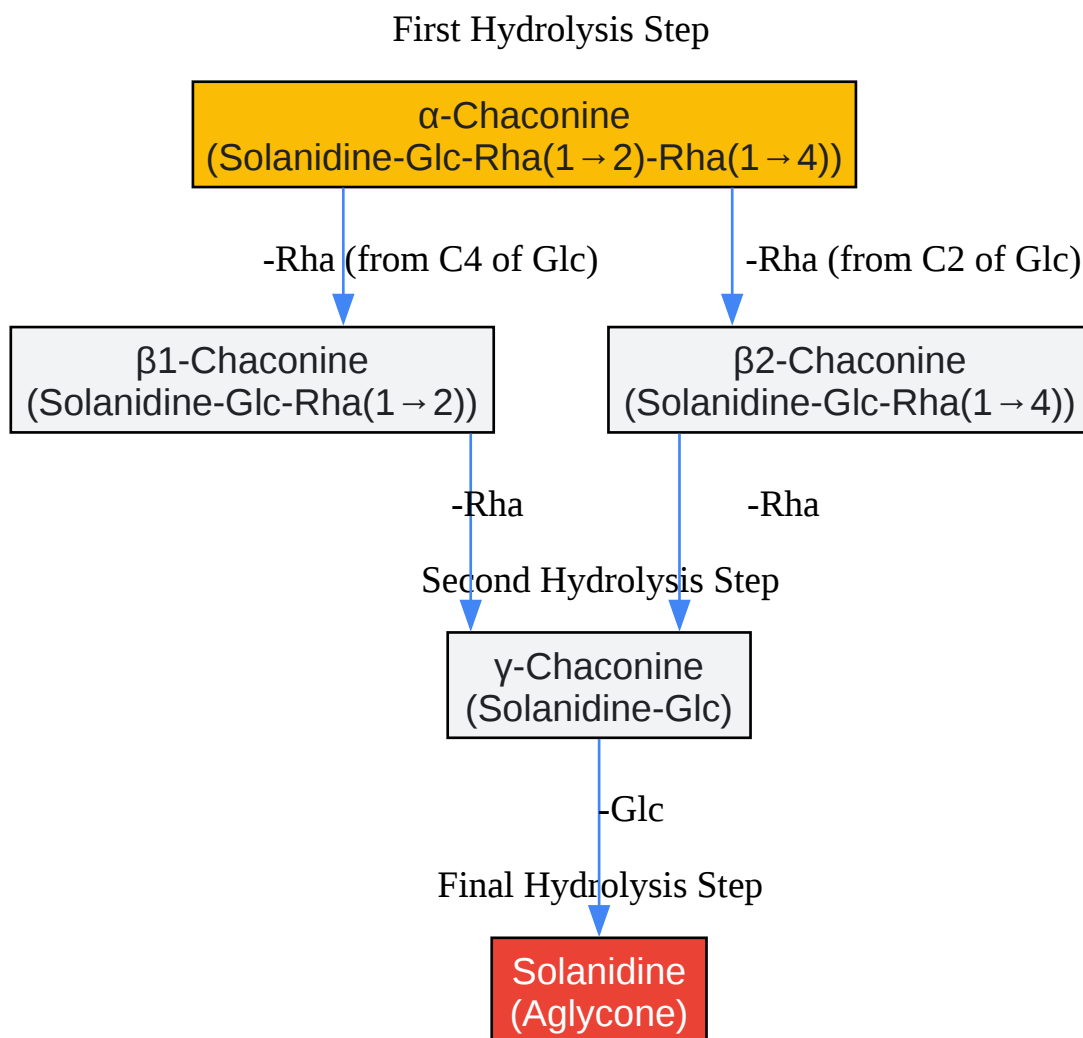 First Hydrolysis Step
α-Chaconine
(Solanidine-Glc-Rha(1→2)-Rha(1→4))
-Rha (from C4 of Glc)
-Rha (from C2 of Glc)
β1-Chaconine
(Solanidine-Glc-Rha(1→2))
β2-Chaconine
(Solanidine-Glc-Rha(1→4))
-Rha
-Rha
Second Hydrolysis Step
γ-Chaconine
(Solanidine-Glc)
-Glc
Final Hydrolysis Step
Solanidine
(Aglycone)